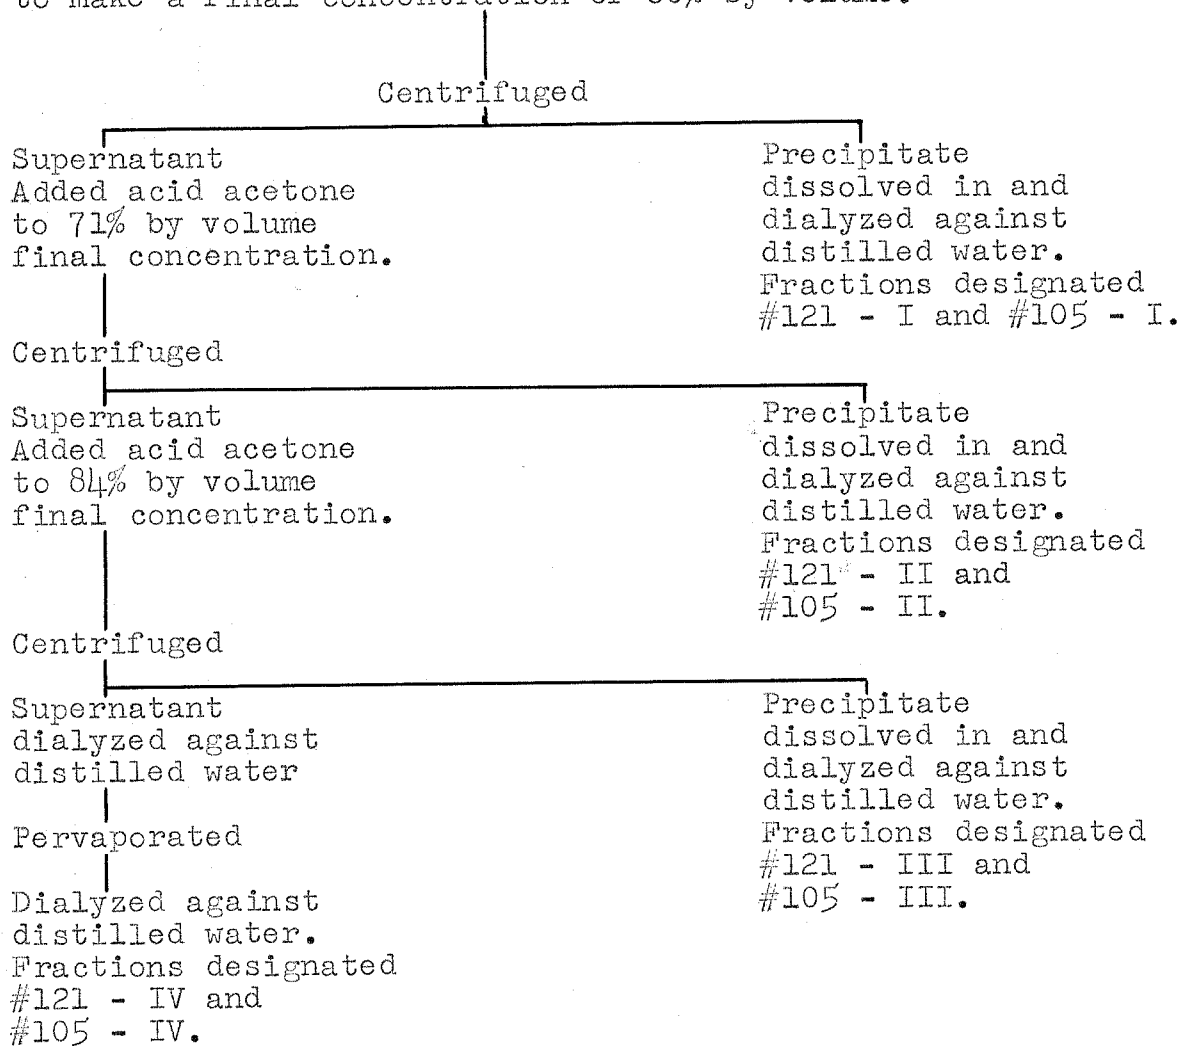 Centrifuged
Supernatant
Added acid acetone
to 71% by volume
final concentration.
Precipitate
dissolved in and
dialyzed against
distilled water.
Fractions designated
#121 - I and #105 - I.
Centrifuged
Supernatant
Added acid acetone
to 84% by volume
final concentration.
Precipitate
dissolved in and
dialyzed against
distilled water.
Fractions designated
#121 - II and
#105 - II.
Centrifuged
Supernatant
dialyzed against
distilled water
Precipitate
dissolved in and
dialyzed against
distilled water.
Fractions designated
#121 - III and
#105 - III.
Pervaporated
Dialyzed against
distilled water.
Fractions designated
#121 - IV and
#105 - IV.